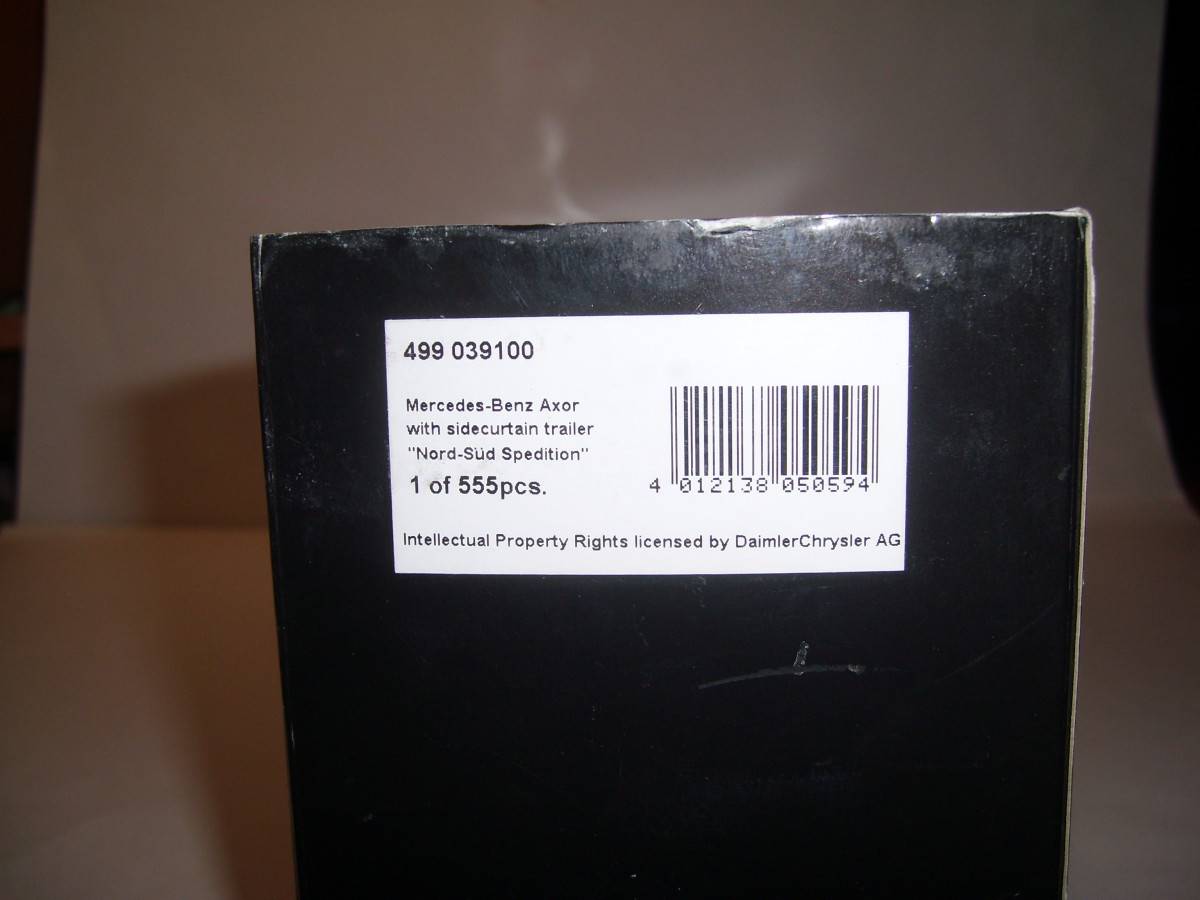 499 039100
Mercedes-Benz Axor
with sidecurtain trailer
"Nord-Süd Spedition"
1 of 555pcs.
4 012138 050594
Intellectual Property Rights licensed by DaimlerChrysler AG